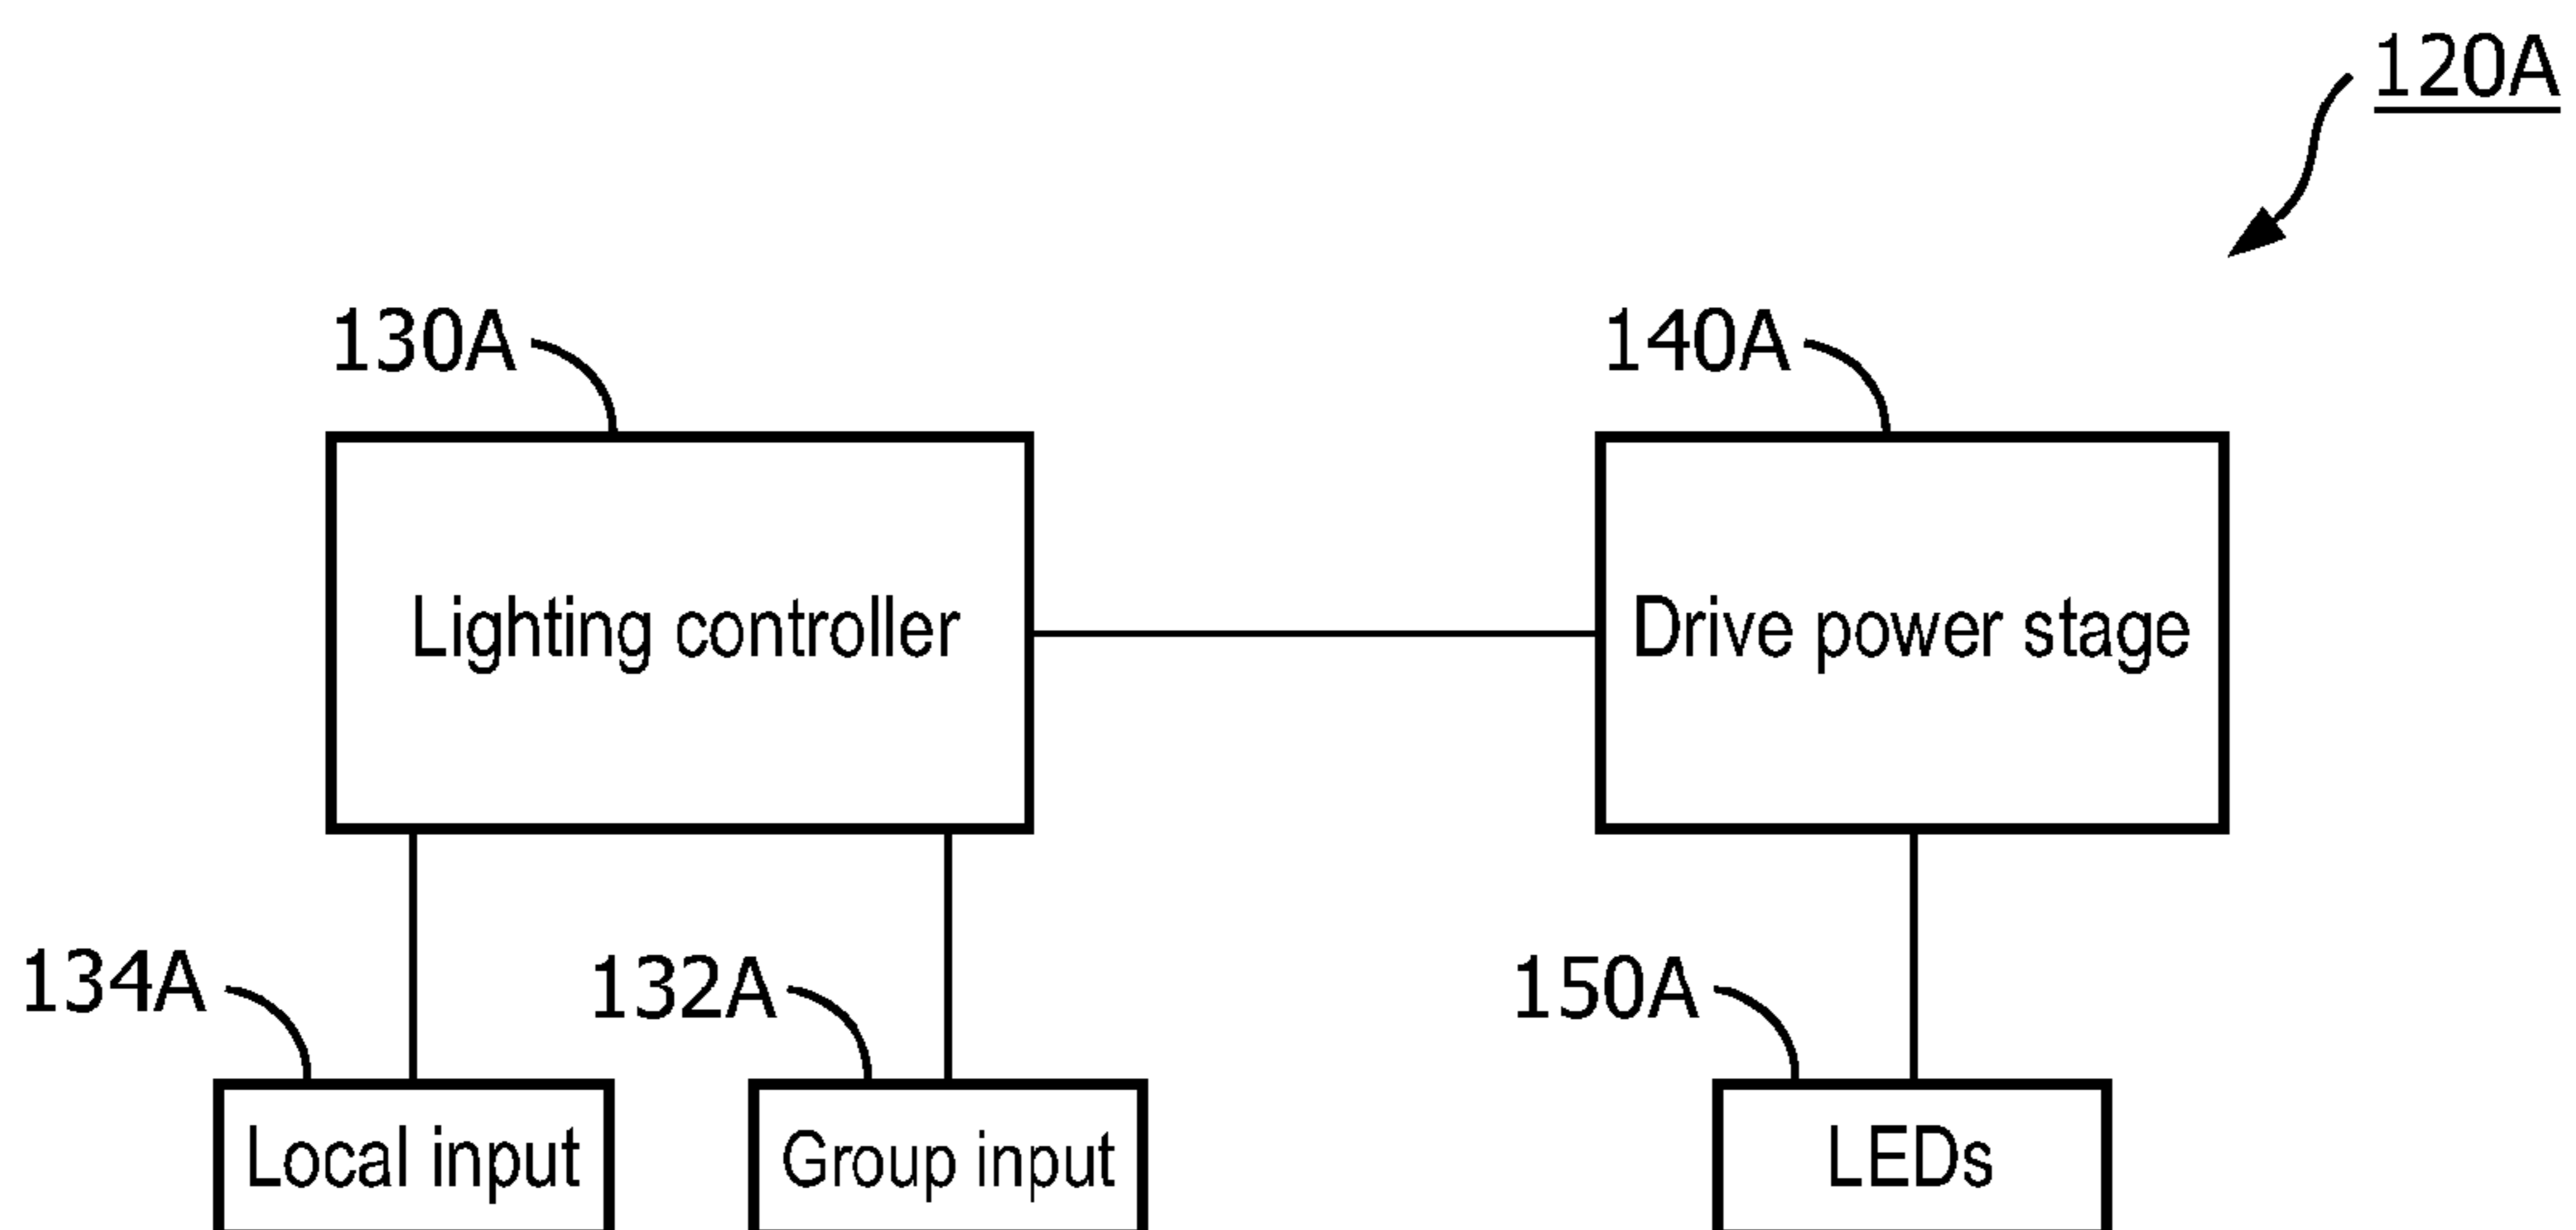 120A
130A
140A
Lighting controller
Drive power stage
134A
132A
150A
Local input
Group input
LEDs